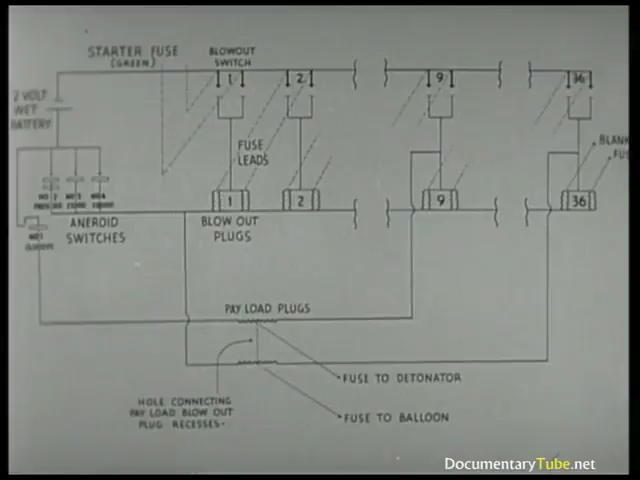 STARTER FUSE
(GREEN)
BLOWOUT
SWITCH
1
2
9
36
2 VOLT
WET
BATTERY
FUSE
LEADS
BLANK
FUS
1
2
9
36
ANEROID
SWITCHES
BLOW OUT
PLUGS
PAY LOAD PLUGS
FUSE TO DETONATOR
HOLE CONNECTING
PAY LOAD BLOW OUT
PLUG RECESSES-
FUSE TO BALLOON
DocumentaryTube.net